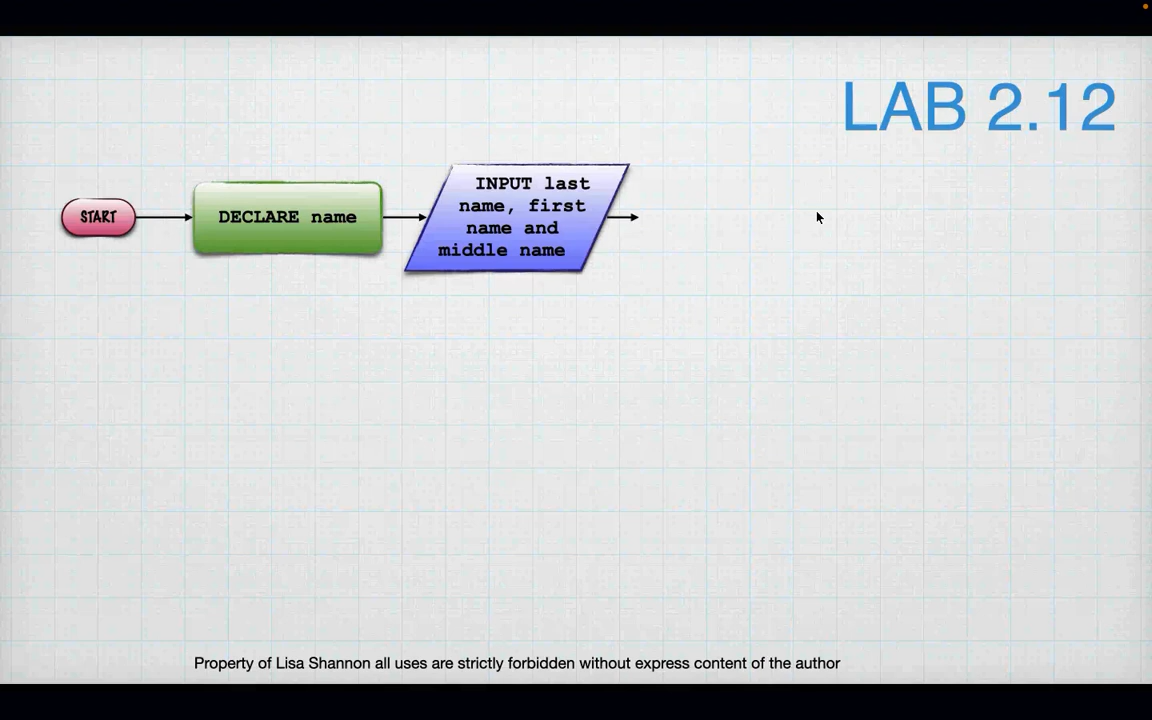 LAB 2.12
START
DECLARE name
INPUT last
name, first
name and
middle name
Property of Lisa Shannon all uses are strictly forbidden without express content of the author